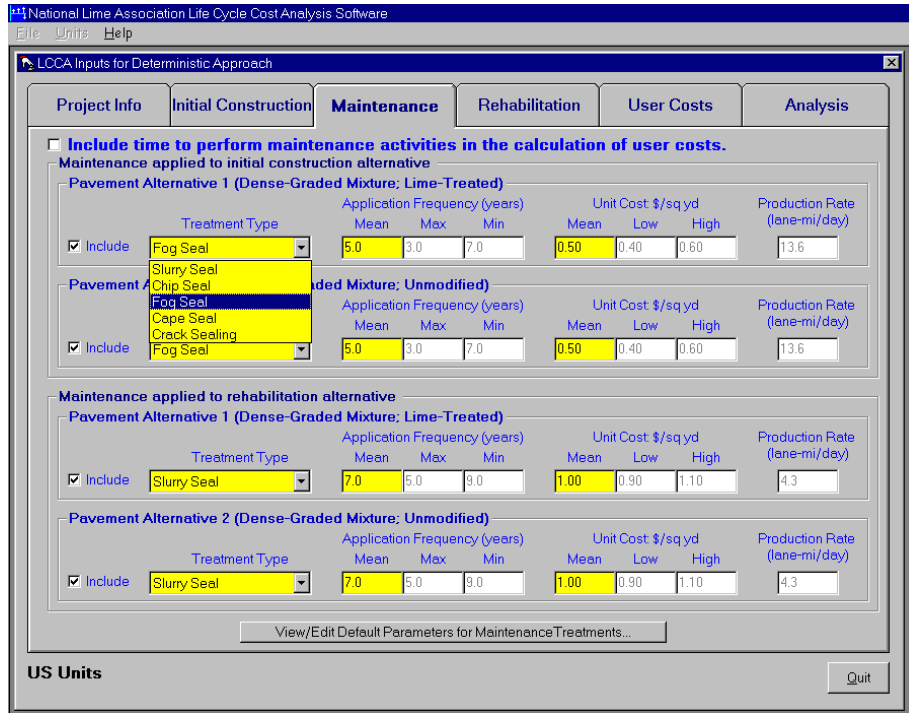 National Lime Association Life Cycle Cost Analysis Software
File Units Help
LCCA Inputs for Deterministic Approach
Project Info Initial Construction Maintenance Rehabilitation User Costs Analysis
Include time to perform maintenance activities in the calculation of user costs.
Maintenance applied to initial construction alternative
Pavement Alternative 1 (Dense-Graded Mixture; Lime-Treated)
Application Frequency (years) Unit Cost $/sq yd Production Rate
Treatment Type Mean Max Min Mean Low High (lane-mi/day)
Include Fog Seal 5.0 3.0 7.0 0.50 0.40 0.60 13.6
Slurry Seal
Pavement A Chip Seal ded Mixture; Unmodified)
Fog Seal Application Frequency (years) Unit Cost $/sq yd Production Rate
Cape Seal Mean Max Min Mean Low High (lane-mi/day)
Crack Sealing
Include Fog Seal 5.0 3.0 7.0 0.50 0.40 0.60 13.6
Maintenance applied to rehabilitation alternative
Pavement Alternative 1 (Dense-Graded Mixture; Lime-Treated)
Application Frequency (years) Unit Cost $/sq yd Production Rate
Treatment Type Mean Max Min Mean Low High (lane-mi/day)
Include Slurry Seal 7.0 5.0 9.0 1.00 0.90 1.10 4.3
Pavement Alternative 2 (Dense-Graded Mixture; Unmodified)
Application Frequency (years) Unit Cost $/sq yd Production Rate
Treatment Type Mean Max Min Mean Low High (lane-mi/day)
Include Slurry Seal 7.0 5.0 9.0 1.00 0.90 1.10 4.3
View/Edit Default Parameters for MaintenanceTreatments...
US Units
Quit